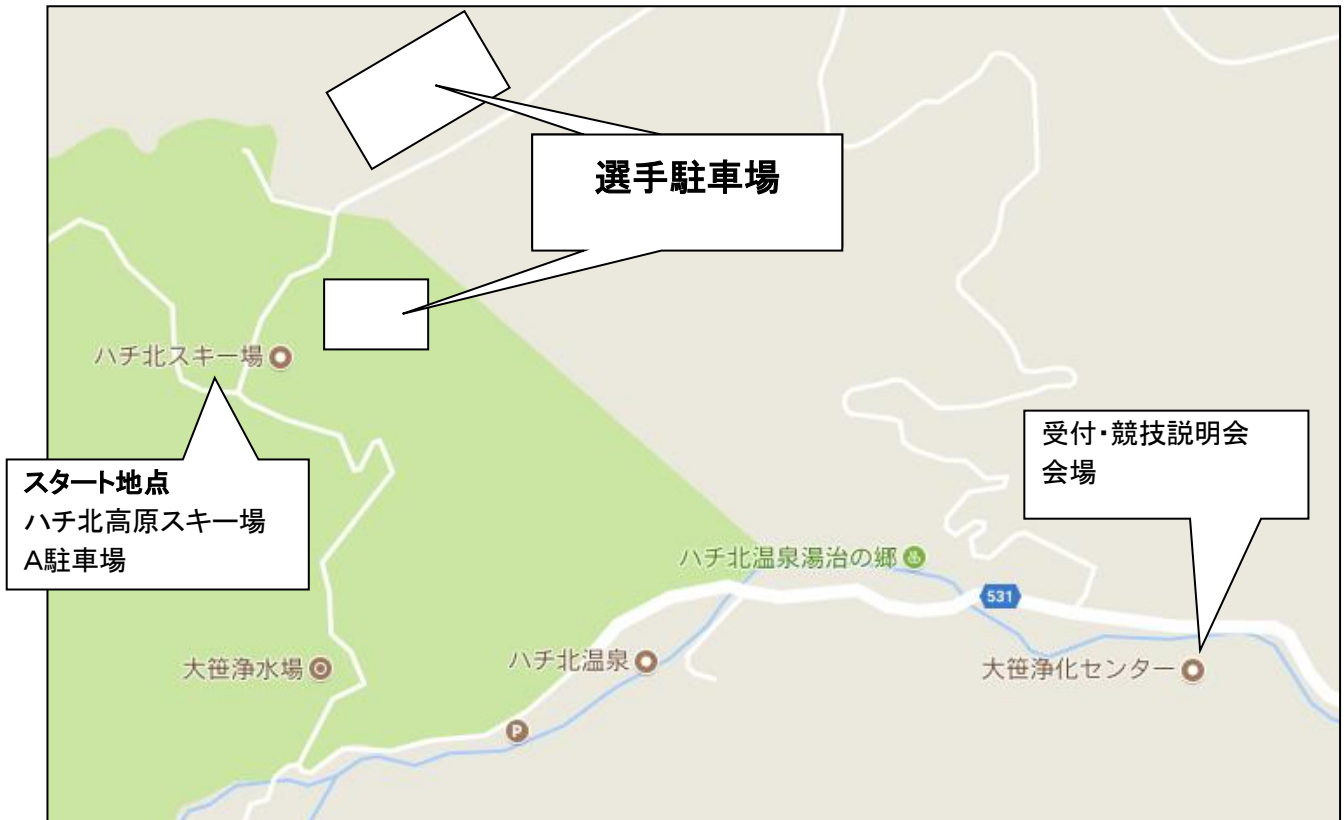 選手駐車場
ハチ北スキー場
スタート地点
ハチ北高原スキー場
A駐車場
受付・競技説明会
会場
ハチ北温泉湯治の郷
531
大笹浄水場
ハチ北温泉
大笹浄化センター
P